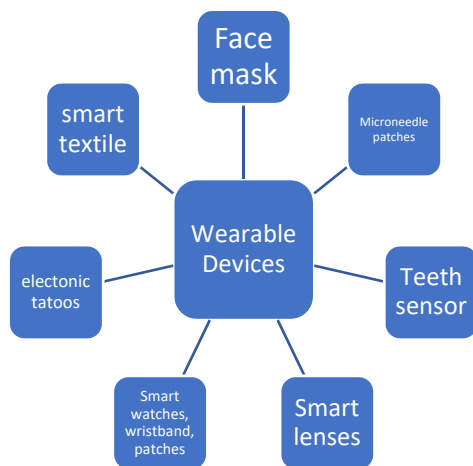 Face
mask
smart
textile
Microneedle
patches
Wearable
Devices
electonic
tatoos
Teeth
sensor
Smart
watches,
wristband,
patches
Smart
lenses